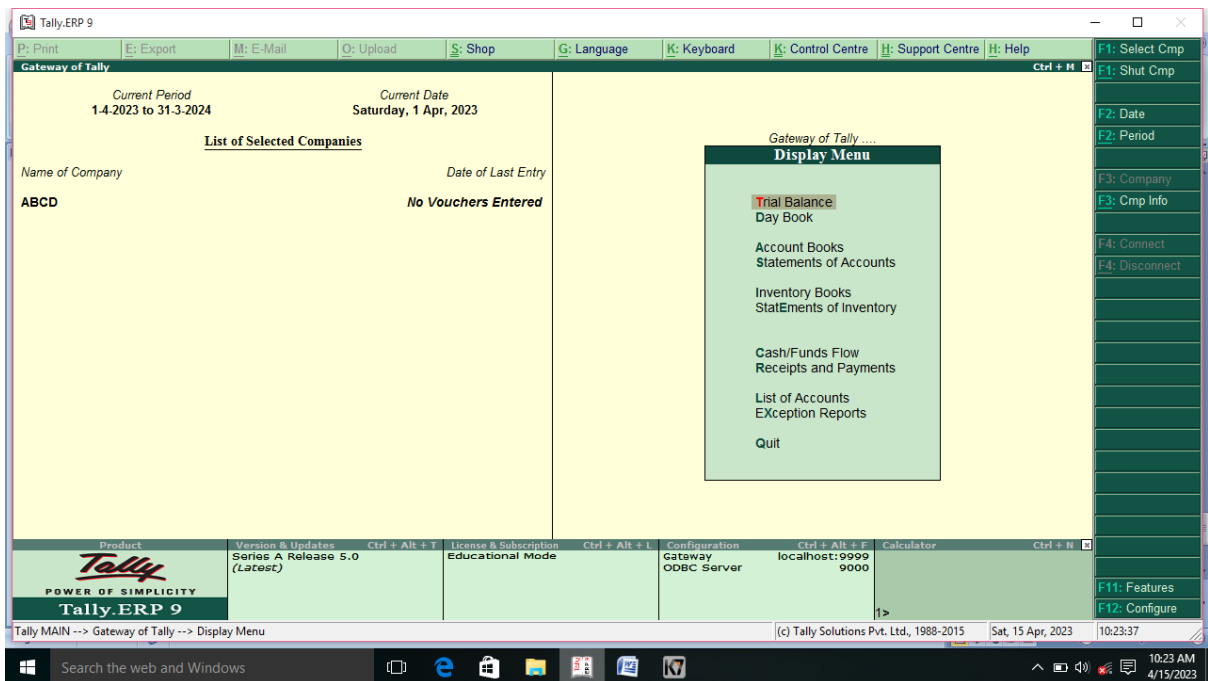 Tally.ERP 9
P: Print E: Export M: E-Mail O: Upload S: Shop G: Language K: Keyboard K: Control Centre H: Support Centre H: Help
Gateway of Tally Ctrl + M
Current Period Current Date
1-4-2023 to 31-3-2024 Saturday, 1 Apr, 2023
List of Selected Companies
Name of Company Date of Last Entry
ABCD No Vouchers Entered
Gateway of Tally ....
Display Menu
Trial Balance
Day Book
Account Books
Statements of Accounts
Inventory Books
StatEments of Inventory
Cash/Funds Flow
Receipts and Payments
List of Accounts
EXception Reports
Quit
F1: Select Cmp
F1: Shut Cmp
F2: Date
F2: Period
F3: Company
F3: Cmp Info
F4: Connect
F4: Disconnect
F11: Features
F12: Configure
Product
Tally
POWER OF SIMPLICITY
Tally.ERP 9
Version & Updates Ctrl + Alt + T
Series A Release 5.0
(Latest)
License & Subscription Ctrl + Alt + L
Educational Mode
Configuration Ctrl + Alt + F
Gateway localhost:9999
ODBC Server 9000
Calculator Ctrl + N
1>
Tally MAIN --> Gateway of Tally --> Display Menu (c) Tally Solutions Pvt. Ltd., 1988-2015 Sat, 15 Apr, 2023 10:23:37
Search the web and Windows
10:23 AM
4/15/2023